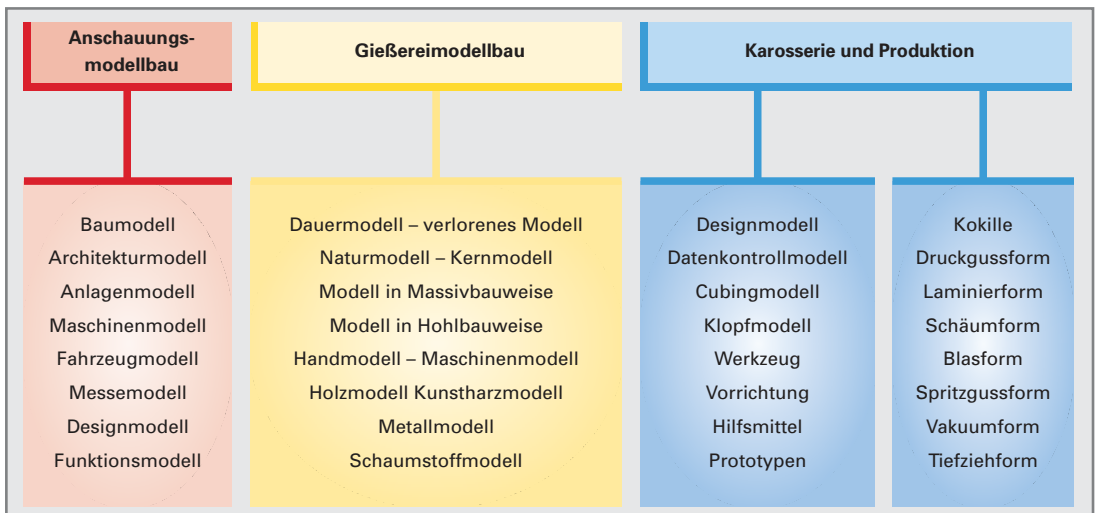 Anschauungs-
modellbau
Gießereimodellbau
Karosserie und Produktion
Baumodell
Architekturmodell
Anlagenmodell
Maschinenmodell
Fahrzeugmodell
Messemodell
Designmodell
Funktionsmodell
Dauermodell – verlorenes Modell
Naturmodell – Kernmodell
Modell in Massivbauweise
Modell in Hohlbauweise
Handmodell – Maschinenmodell
Holzmodell Kunstharzmodell
Metallmodell
Schaumstoffmodell
Designmodell
Datenkontrollmodell
Cubingmodell
Klopfmodell
Werkzeug
Vorrichtung
Hilfsmittel
Prototypen
Kokille
Druckgussform
Laminierform
Schäumform
Blasform
Spritzgussform
Vakuumform
Tiefziehform